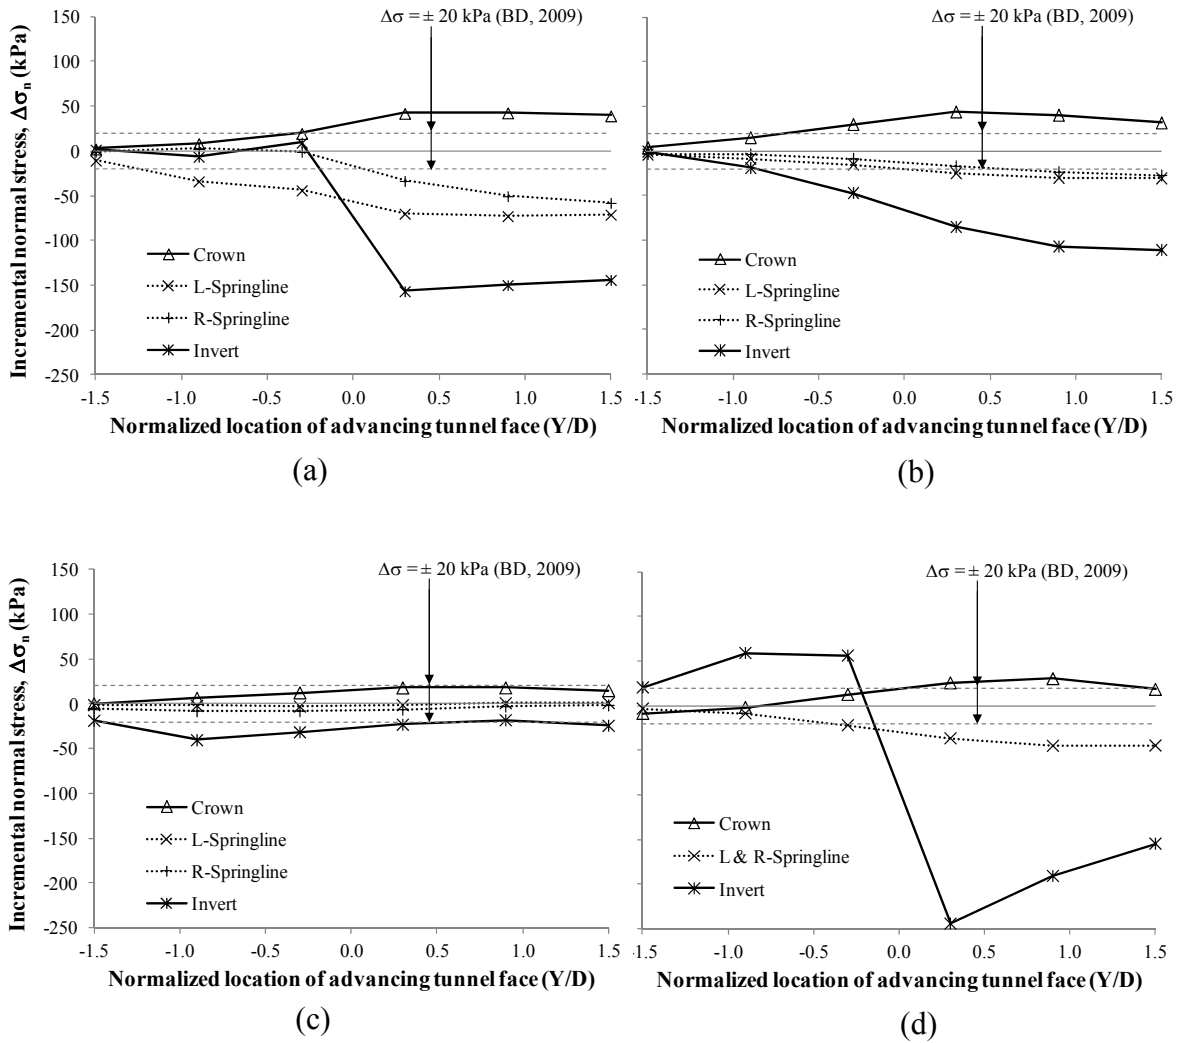 Δσ = ± 20 kPa (BD, 2009)
Incremental normal stress, Δσn (kPa)
150
100
50
0
-50
-100
-150
-200
-250
Crown
L-Springline
R-Springline
Invert
-1.5 -1.0 -0.5 0.0 0.5 1.0 1.5
Normalized location of advancing tunnel face (Y/D)
(a)
Δσ = ± 20 kPa (BD, 2009)
Crown
L-Springline
R-Springline
Invert
-1.5 -1.0 -0.5 0.0 0.5 1.0 1.5
Normalized location of advancing tunnel face (Y/D)
(b)
Δσ = ± 20 kPa (BD, 2009)
Incremental normal stress, Δσn (kPa)
150
100
50
0
-50
-100
-150
-200
-250
Crown
L-Springline
R-Springline
Invert
-1.5 -1.0 -0.5 0.0 0.5 1.0 1.5
Normalized location of advancing tunnel face (Y/D)
(c)
Δσ = ± 20 kPa (BD, 2009)
Crown
L & R-Springline
Invert
-1.5 -1.0 -0.5 0.0 0.5 1.0 1.5
Normalized location of advancing tunnel face (Y/D)
(d)